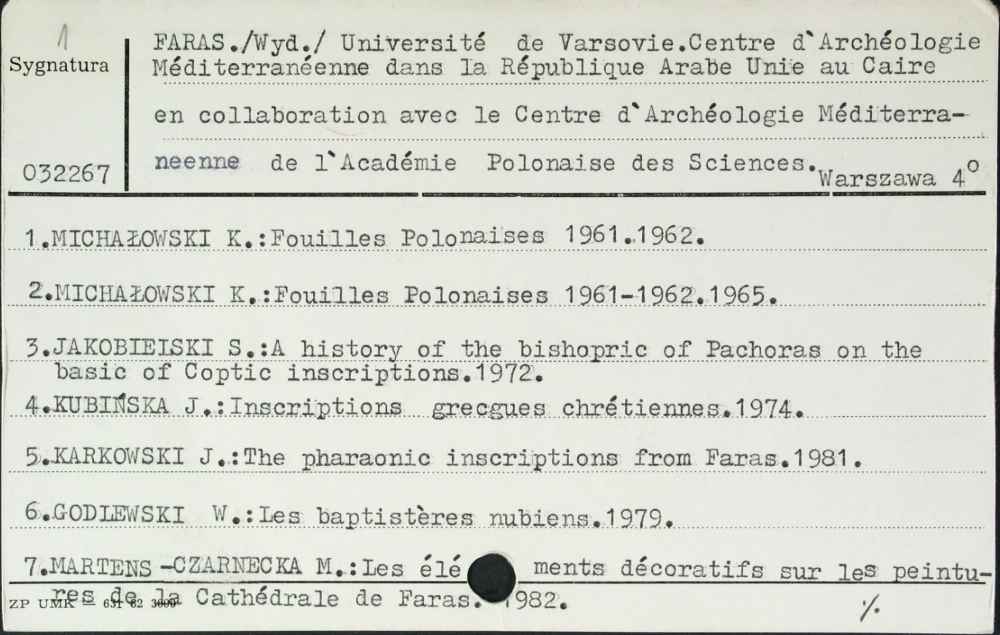 1
Sygnatura
032267
FARAS./Wyd./ Université de Varsovie.Centre d`Archéologie
Méditerranéenne dans la République Arabe Unie au Caire
en collaboration avec le Centre d`Archéologie Méditerra-
neenne de l`Académie Polonaise des Sciences.
Warszawa 4°
1.MICHAŁOWSKI K.:Fouilles Polonaises 1961.1962.
2.MICHAŁOWSKI K.:Fouilles Polonaises 1961-1962.1965.
3.JAKOBIEISKI S.:A history of the bishopric of Pachoras on the
basic of Coptic inscriptions.1972.
4.KUBIŃSKA J.:Inscriptions grecgues chrétiennes.1974.
5.KARKOWSKI J.:The pharaonic inscriptions from Faras.1981.
6.GODLEWSKI W.:Les baptistères nubiens.1979.
7.MARTENS-CZARNECKA M.:Les élé ments décoratifs sur les peintu-
res de la Cathédrale de Faras. 1982.
ZP UMK — 631 82 3000
%